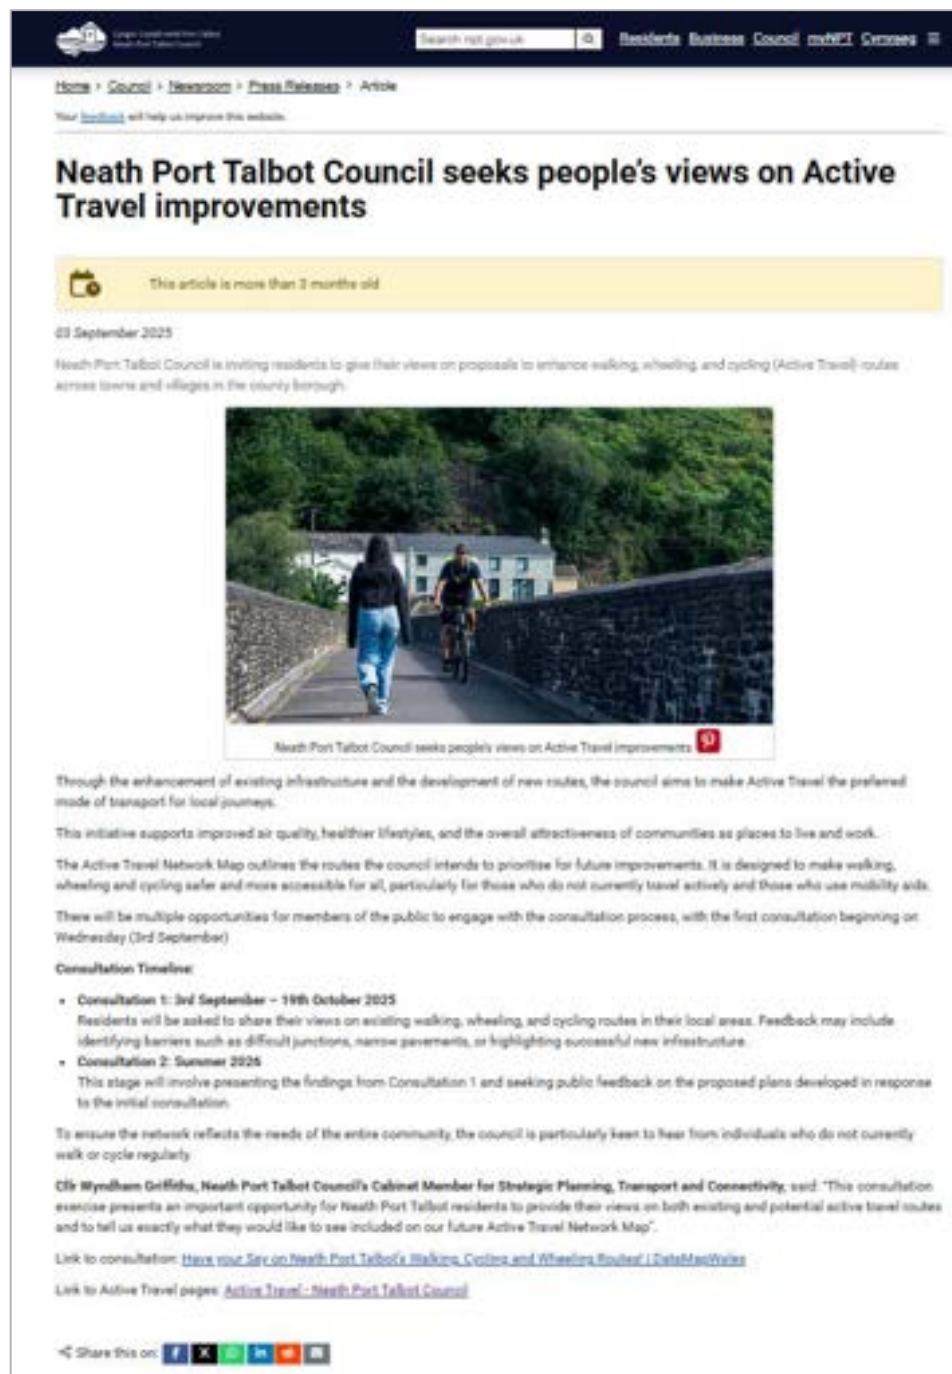 Cyngor Castell-nedd Port Talbot
Neath Port Talbot Council
Search npt.gov.uk
Residents Business Council myNPT Cymraeg
Home > Council > Newsroom > Press Releases > Article
Your feedback will help us improve this website.
Neath Port Talbot Council seeks people's views on Active
Travel improvements
This article is more than 3 months old
03 September 2025
Neath Port Talbot Council is inviting residents to give their views on proposals to enhance walking, wheeling, and cycling (Active Travel) routes
across towns and villages in the county borough.
Neath Port Talbot Council seeks people's views on Active Travel improvements
Through the enhancement of existing infrastructure and the development of new routes, the council aims to make Active Travel the preferred
mode of transport for local journeys.
This initiative supports improved air quality, healthier lifestyles, and the overall attractiveness of communities as places to live and work.
The Active Travel Network Map outlines the routes the council intends to prioritise for future improvements. It is designed to make walking,
wheeling and cycling safer and more accessible for all, particularly for those who do not currently travel actively and those who use mobility aids.
There will be multiple opportunities for members of the public to engage with the consultation process, with the first consultation beginning on
Wednesday (3rd September)
Consultation Timeline:
• Consultation 1: 3rd September – 19th October 2025
Residents will be asked to share their views on existing walking, wheeling, and cycling routes in their local areas. Feedback may include
identifying barriers such as difficult junctions, narrow pavements, or highlighting successful new infrastructure.
• Consultation 2: Summer 2026
This stage will involve presenting the findings from Consultation 1 and seeking public feedback on the proposed plans developed in response
to the initial consultation.
To ensure the network reflects the needs of the entire community, the council is particularly keen to hear from individuals who do not currently
walk or cycle regularly.
Cllr Wyndham Griffiths, Neath Port Talbot Council's Cabinet Member for Strategic Planning, Transport and Connectivity, said: "This consultation
exercise presents an important opportunity for Neath Port Talbot residents to provide their views on both existing and potential active travel routes
and to tell us exactly what they would like to see included on our future Active Travel Network Map".
Link to consultation: Have your Say on Neath Port Talbot's Walking, Cycling and Wheeling Routes! | DataMapWales
Link to Active Travel pages: Active Travel - Neath Port Talbot Council
Share this on: